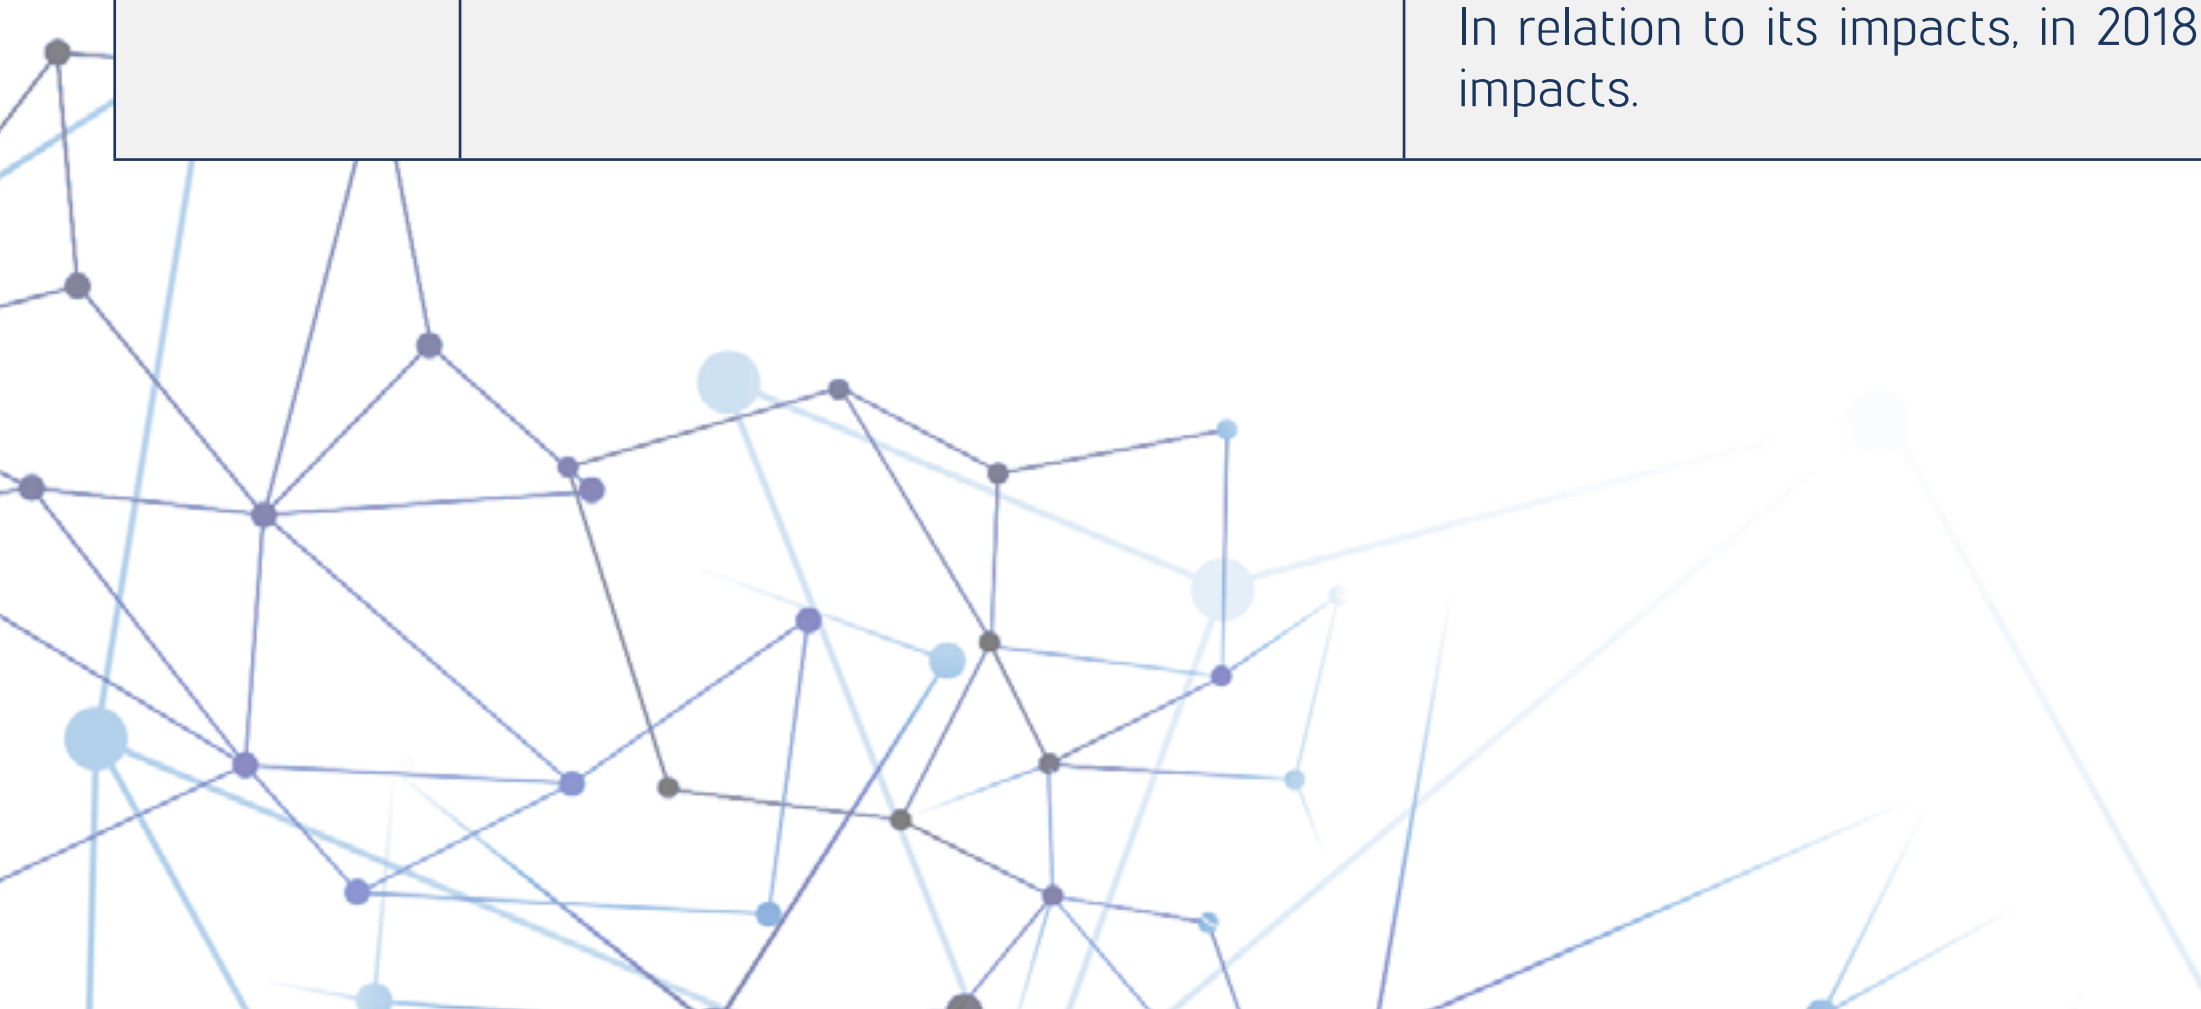 In relation to its impacts, in 2018
impacts.